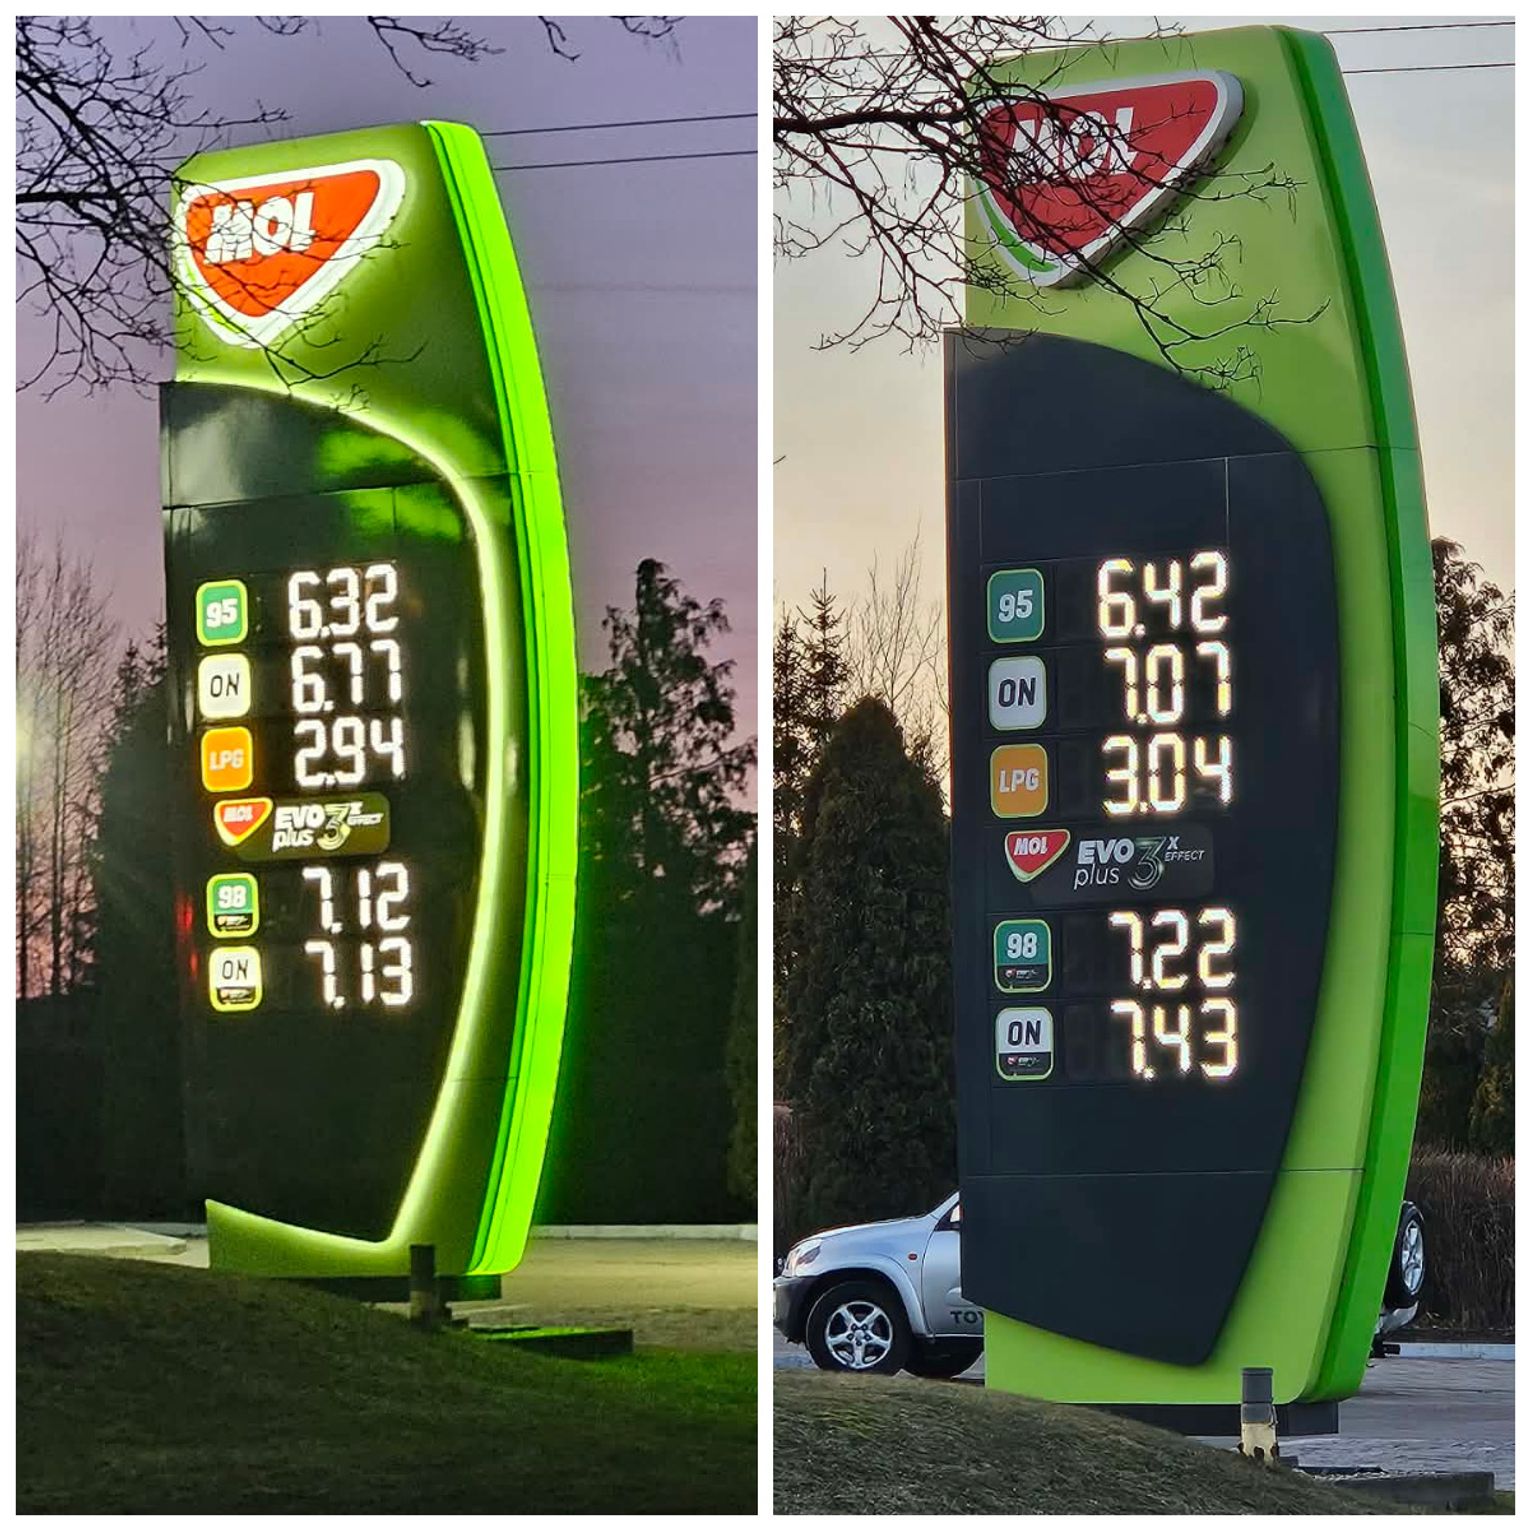 MOL
95 6.32
ON 6.77
LPG 2.94
MOL EVO plus 3X EFFECT
98 7.12
ON 7.13
MOL
95 6.42
ON 7.07
LPG 3.04
MOL EVO plus 3X EFFECT
98 7.22
ON 7.43